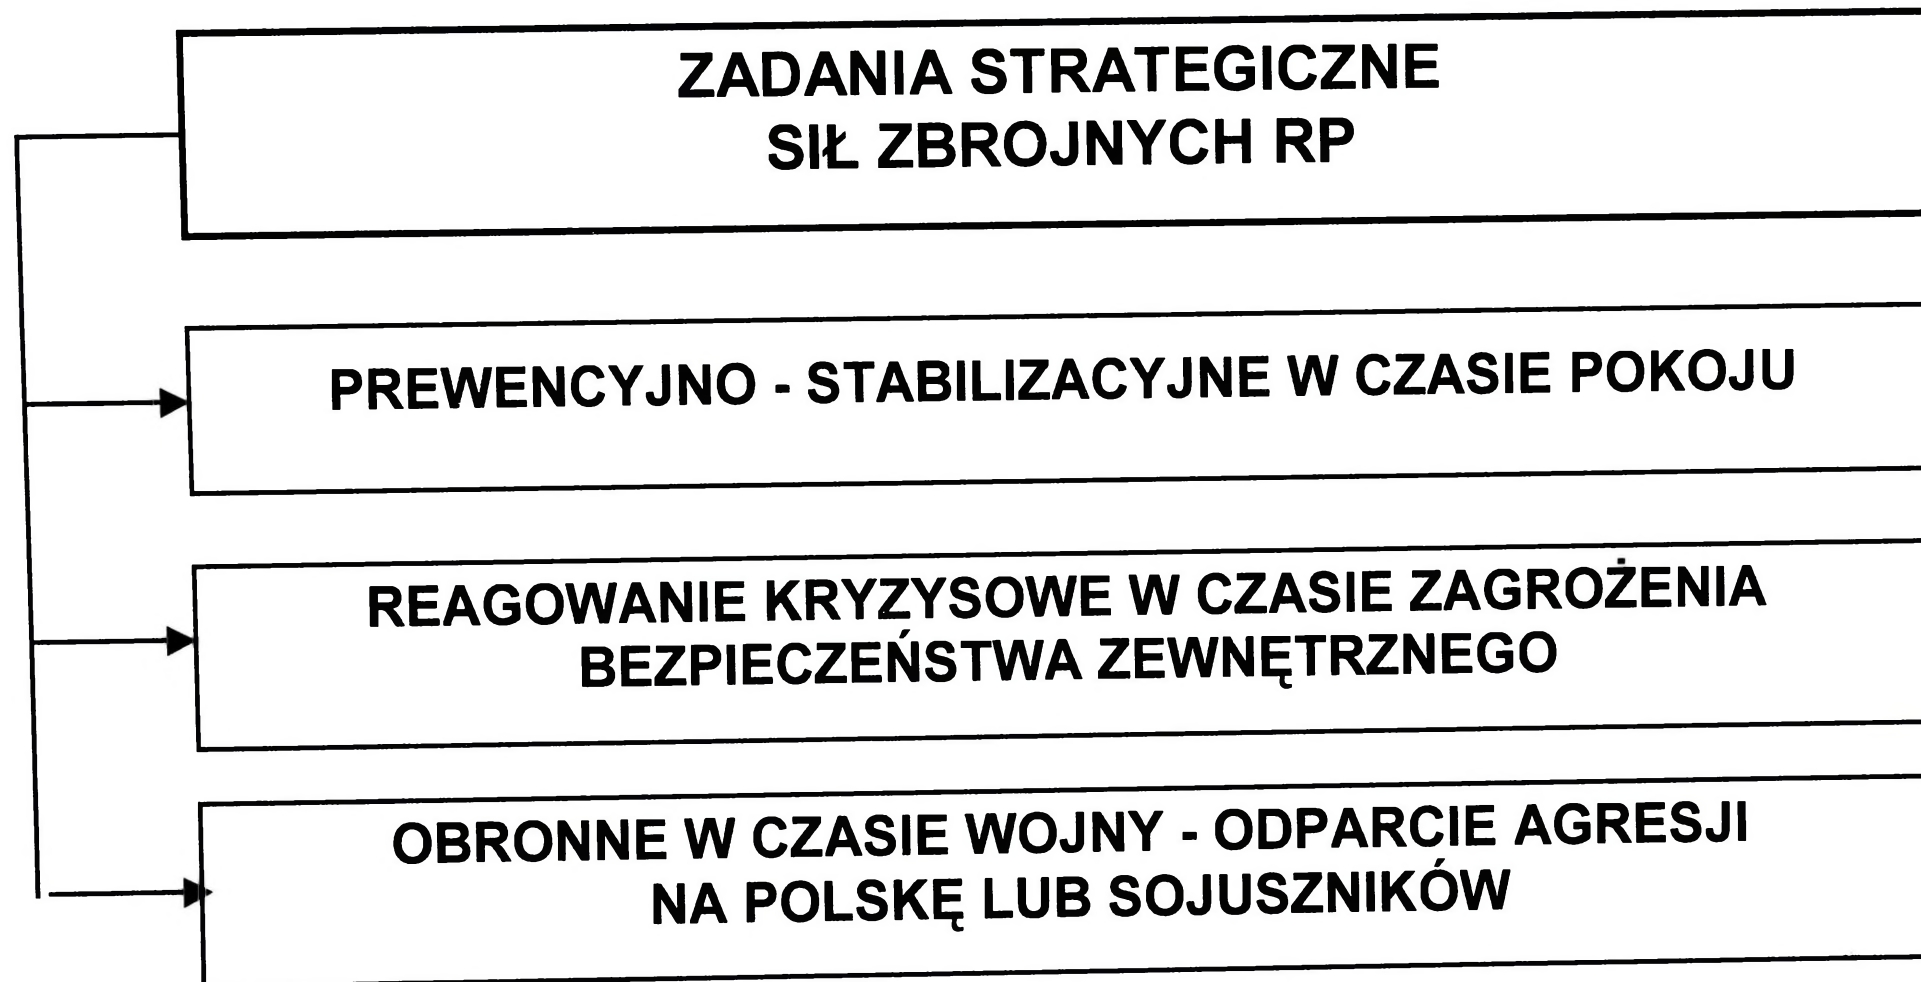 ZADANIA STRATEGICZNE
SIŁ ZBROJNYCH RP
PREWENCYJNO - STABILIZACYJNE W CZASIE POKOJU
REAGOWANIE KRYZYSOWE W CZASIE ZAGROŻENIA
BEZPIECZEŃSTWA ZEWNĘTRZNEGO
OBRONNE W CZASIE WOJNY - ODPARCIE AGRESJI
NA POLSKĘ LUB SOJUSZNIKÓW